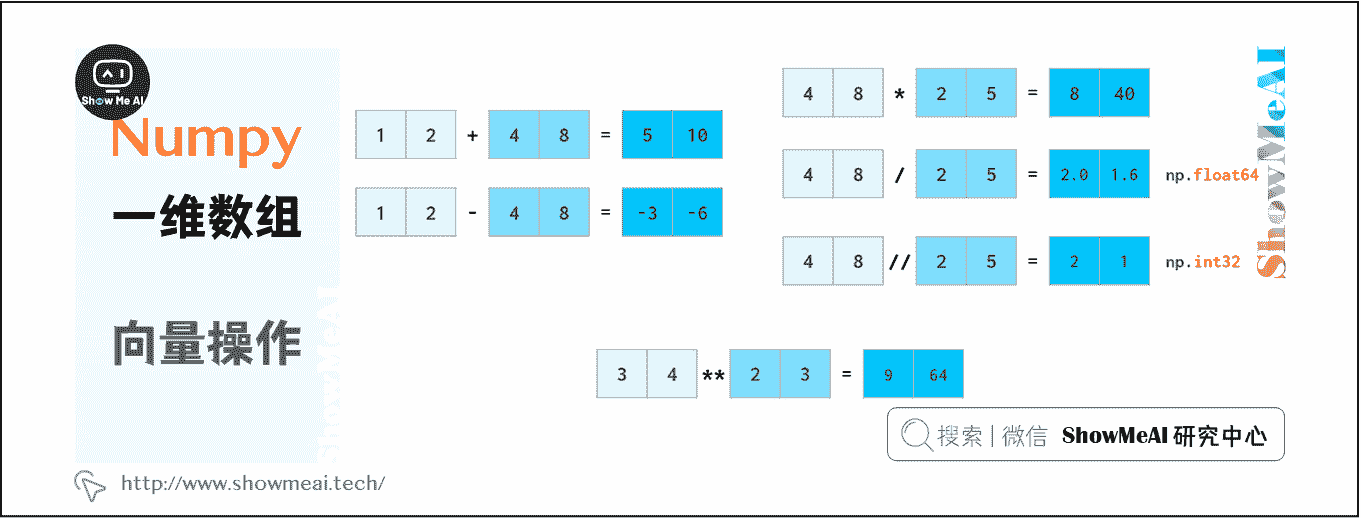 Show Me AI
Numpy
一维数组
向量操作
1 2 + 4 8 = 5 10
1 2 - 4 8 = -3 -6
4 8 * 2 5 = 8 40
4 8 / 2 5 = 2.0 1.6 np.float64
4 8 // 2 5 = 2 1 np.int32
3 4 ** 2 3 = 9 64
ShowMeAI
ShowMeAI
搜索 | 微信 ShowMeAI 研究中心
http://www.showmeai.tech/